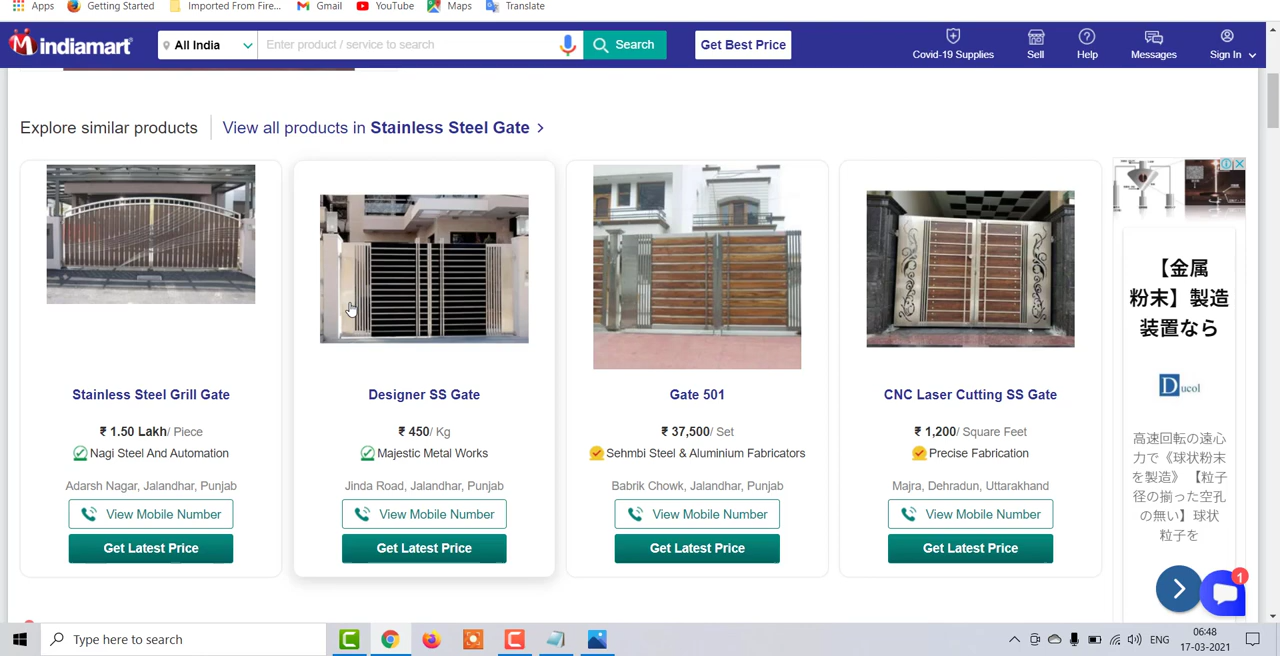 Apps Getting Started Imported From Fire... Gmail YouTube Maps Translate
indiamart All India Enter product / service to search Search Get Best Price Covid-19 Supplies Sell Help Messages Sign In
Explore similar products View all products in Stainless Steel Gate >
Stainless Steel Grill Gate
₹ 1.50 Lakh/ Piece
Nagi Steel And Automation
Adarsh Nagar, Jalandhar, Punjab
View Mobile Number
Get Latest Price
Designer SS Gate
₹ 450/ Kg
Majestic Metal Works
Jinda Road, Jalandhar, Punjab
View Mobile Number
Get Latest Price
Gate 501
₹ 37,500/ Set
Sehmbi Steel & Aluminium Fabricators
Babrik Chowk, Jalandhar, Punjab
View Mobile Number
Get Latest Price
CNC Laser Cutting SS Gate
₹ 1,200/ Square Feet
Precise Fabrication
Majra, Dehradun, Uttarakhand
View Mobile Number
Get Latest Price
【金属
粉末】製造
装置なら
Ducol
高速回転の遠心
力で《球状粉末
を製造》 【粒子
径の揃った空孔
の無い】球状
粒子を
1
Type here to search
ENG
06:48
17-03-2021